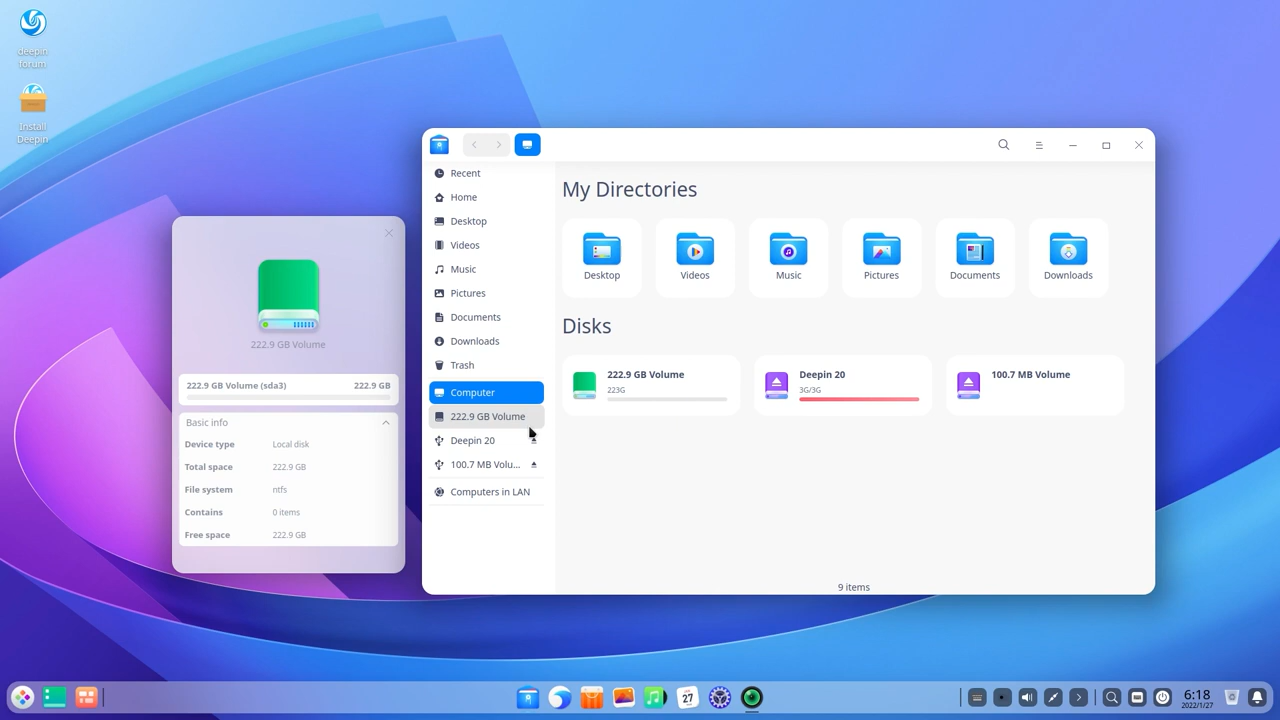 deepin
forum
Install
Deepin
222.9 GB Volume
222.9 GB Volume (sda3) 222.9 GB
Basic info
Device type Local disk
Total space 222.9 GB
File system ntfs
Contains 0 items
Free space 222.9 GB
Recent
Home
Desktop
Videos
Music
Pictures
Documents
Downloads
Trash
Computer
222.9 GB Volume
Deepin 20
100.7 MB Volu...
Computers in LAN
My Directories
Desktop Videos Music Pictures Documents Downloads
Disks
222.9 GB Volume
223G
Deepin 20
3G/3G
100.7 MB Volume
9 items
27
6:18
2022/1/27